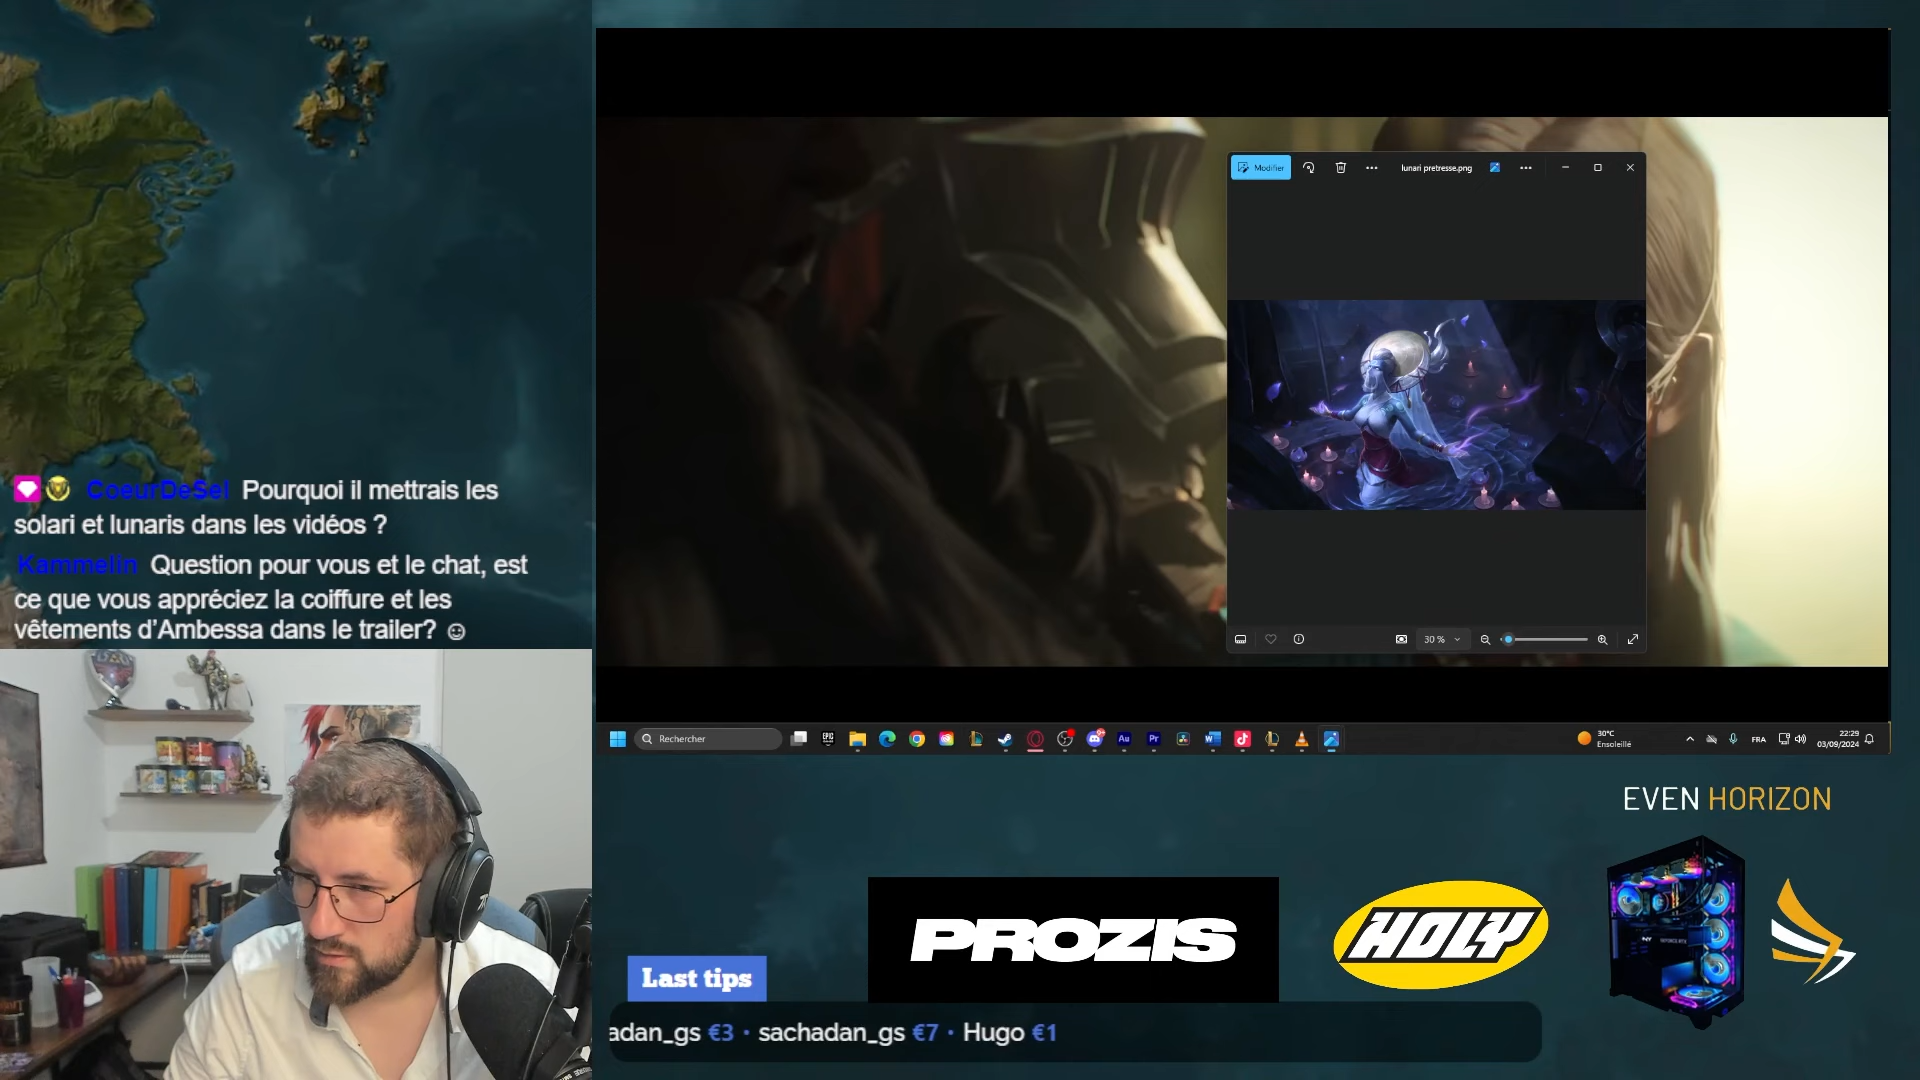 CoeurDeSel Pourquoi il mettrais les
solari et lunaris dans les vidéos ?
Kammelin Question pour vous et le chat, est
ce que vous appréciez la coiffure et les
vêtements d’Ambessa dans le trailer? ☺
Modifier
lunari pretresse.png
30 %
Rechercher
EPIC
Au
Pr
30°C
Ensoleillé
FRA
22:29
03/09/2024
EVEN HORIZON
PROZIS
HOLY
Last tips
adan_gs €3 · sachadan_gs €7 · Hugo €1